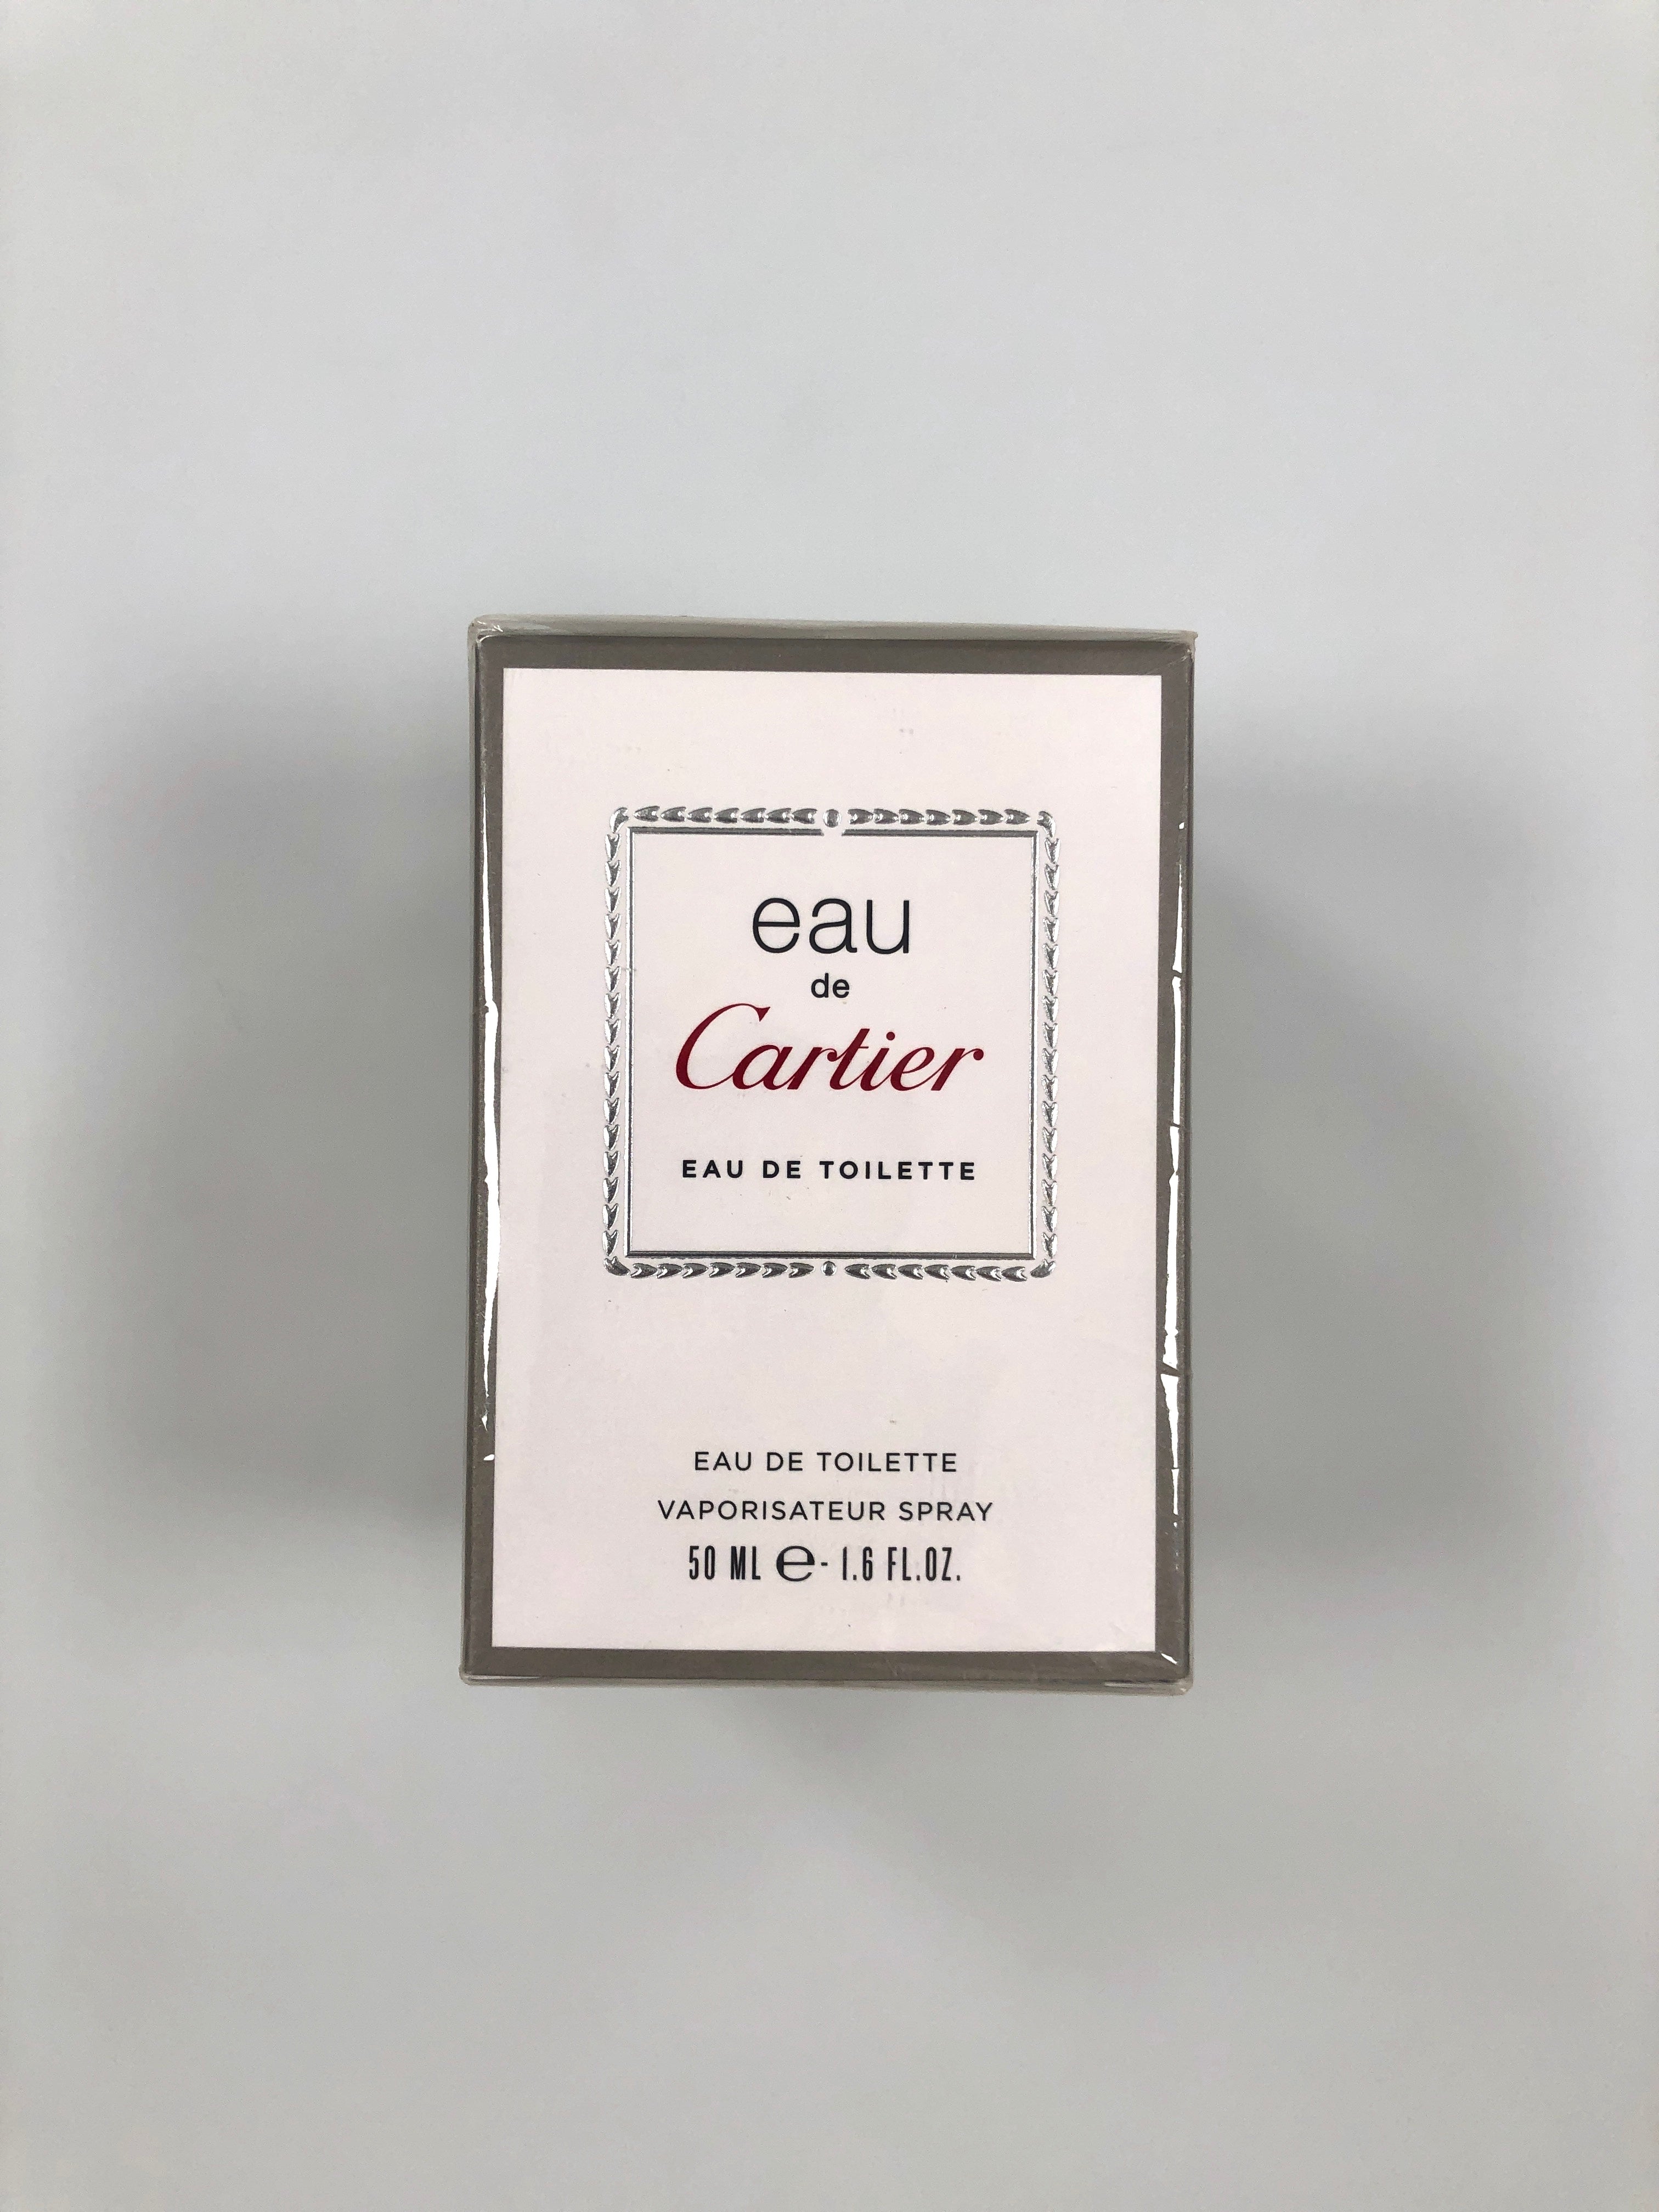 eau
de
Cartier
EAU DE TOILETTE
EAU DE TOILETTE
VAPORISATEUR SPRAY
50 ML e - 1.6 FL.OZ.